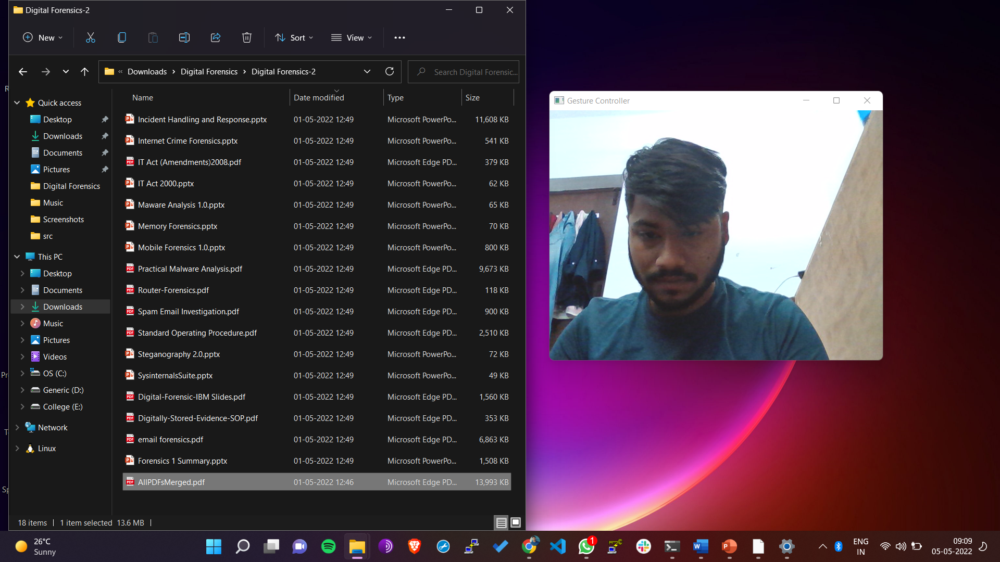 Digital Forensics-2
New
Sort
View
« Downloads > Digital Forensics > Digital Forensics-2
Search Digital Forensic...
Name Date modified Type Size
Quick access
Desktop
Downloads
Documents
Pictures
Digital Forensics
Music
Screenshots
src
This PC
Desktop
Documents
Downloads
Music
Pictures
Videos
OS (C:)
Generic (D:)
College (E:)
Network
Linux
Incident Handling and Response.pptx 01-05-2022 12:49 Microsoft PowerPo... 11,608 KB
Internet Crime Forensics.pptx 01-05-2022 12:49 Microsoft PowerPo... 541 KB
IT Act (Amendments)2008.pdf 01-05-2022 12:49 Microsoft Edge PD... 379 KB
IT Act 2000.pptx 01-05-2022 12:49 Microsoft PowerPo... 62 KB
Maware Analysis 1.0.pptx 01-05-2022 12:49 Microsoft PowerPo... 65 KB
Memory Forensics.pptx 01-05-2022 12:49 Microsoft PowerPo... 70 KB
Mobile Forensics 1.0.pptx 01-05-2022 12:49 Microsoft PowerPo... 800 KB
Practical Malware Analysis.pdf 01-05-2022 12:49 Microsoft Edge PD... 9,673 KB
Router-Forensics.pdf 01-05-2022 12:49 Microsoft Edge PD... 118 KB
Spam Email Investigation.pdf 01-05-2022 12:49 Microsoft Edge PD... 900 KB
Standard Operating Procedure.pdf 01-05-2022 12:49 Microsoft Edge PD... 2,510 KB
Steganography 2.0.pptx 01-05-2022 12:49 Microsoft PowerPo... 72 KB
SysinternalsSuite.pptx 01-05-2022 12:49 Microsoft PowerPo... 49 KB
Digital-Forensic-IBM Slides.pdf 01-05-2022 12:49 Microsoft Edge PD... 1,560 KB
Digitally-Stored-Evidence-SOP.pdf 01-05-2022 12:49 Microsoft Edge PD... 353 KB
email forensics.pdf 01-05-2022 12:49 Microsoft Edge PD... 6,863 KB
Forensics 1 Summary.pptx 01-05-2022 12:49 Microsoft PowerPo... 1,508 KB
AllPDFsMerged.pdf 01-05-2022 12:46 Microsoft Edge PD... 13,993 KB
18 items | 1 item selected 13.6 MB |
Gesture Controller
26°C
Sunny
1
ENG
IN
09:09
05-05-2022